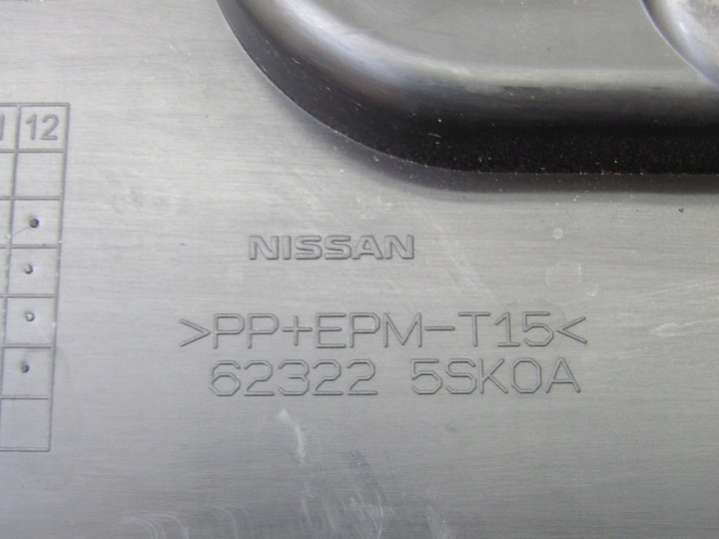 12
NISSAN
>PP+EPM-T15<
62322 5SK0A